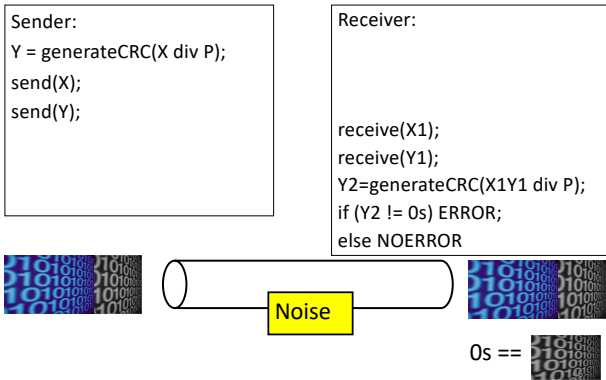 Sender:
Y = generateCRC(X div P);
send(X);
send(Y);
Receiver:
receive(X1);
receive(Y1);
Y2=generateCRC(X1Y1 div P);
if (Y2 != 0s) ERROR;
else NOERROR
Noise
0s ==